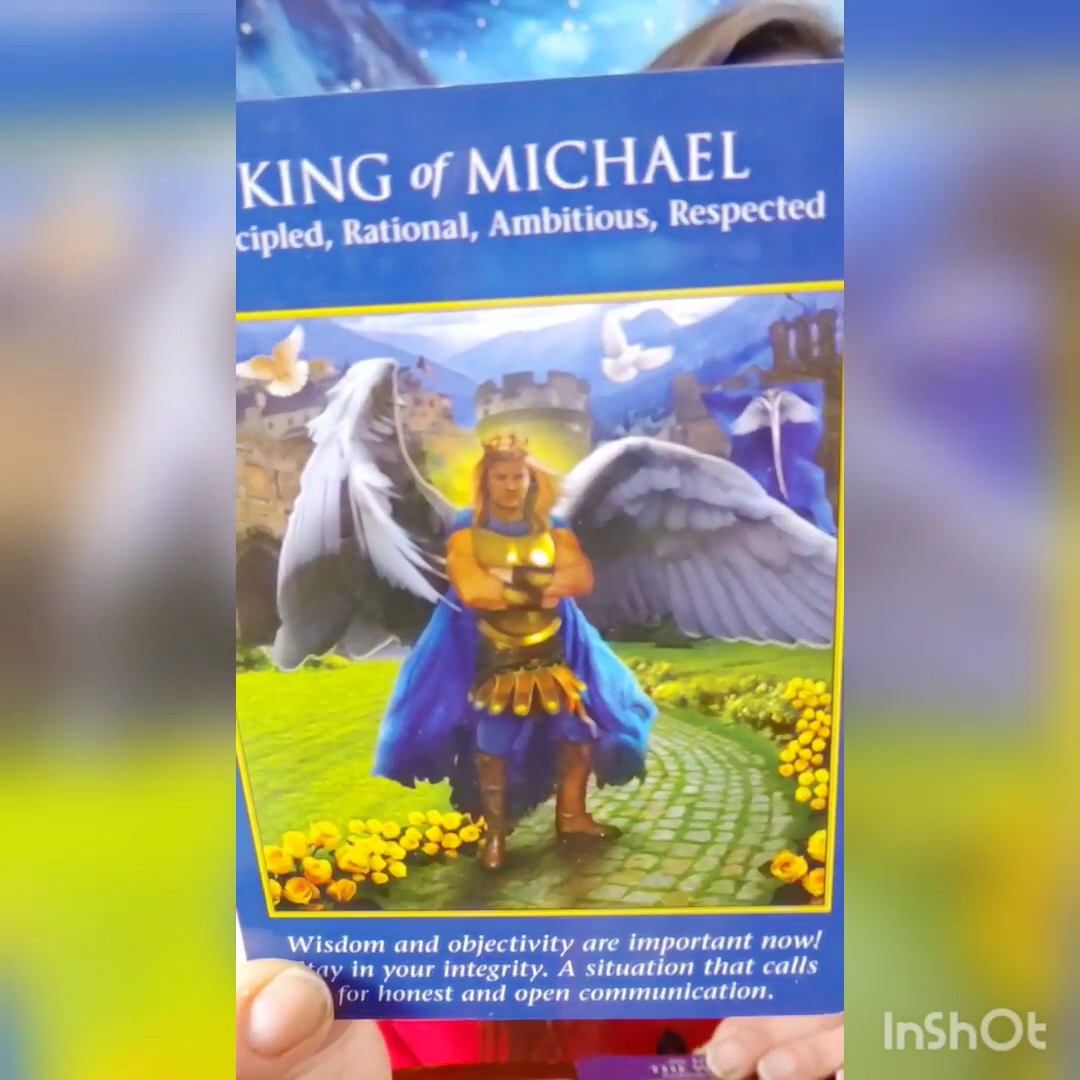 KING of MICHAEL
cipled, Rational, Ambitious, Respected
Wisdom and objectivity are important now!
tay in your integrity. A situation that calls
for honest and open communication.
InShOt